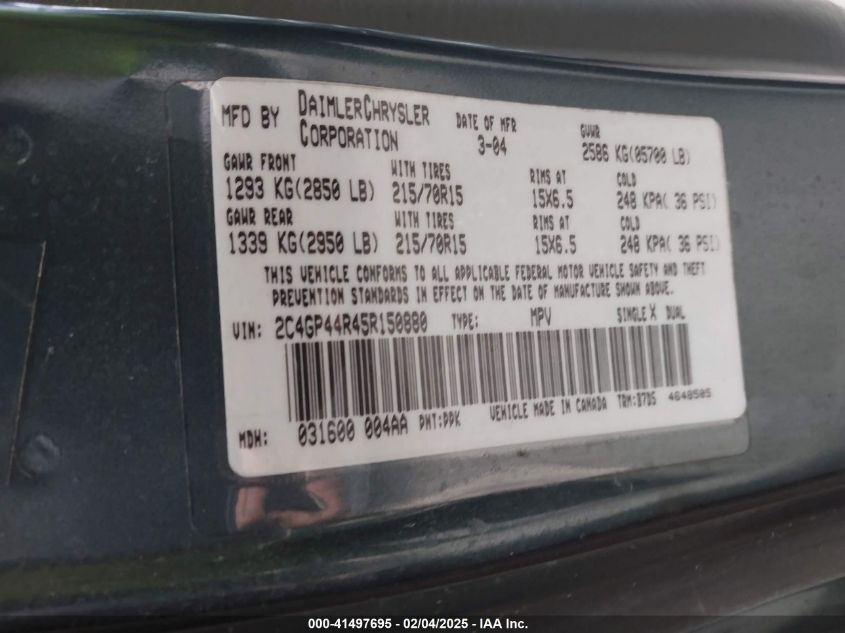 MFD BY DAIMLERCHRYSLER CORPORATION DATE OF MFR 3-04 GVWR 2586 KG(05700 LB)
GAWR FRONT WITH TIRES RIMS AT COLD
1293 KG(2850 LB) 215/70R15 15X6.5 248 KPA( 36 PSI)
GAWR REAR WITH TIRES RIMS AT COLD
1339 KG(2950 LB) 215/70R15 15X6.5 248 KPA( 36 PSI)
THIS VEHICLE CONFORMS TO ALL APPLICABLE FEDERAL MOTOR VEHICLE SAFETY AND THEFT
PREVENTION STANDARDS IN EFFECT ON THE DATE OF MANUFACTURE SHOWN ABOVE.
VIN: 2C4GP44R45R150880 TYPE: MPV SINGLE X DUAL
MDH: 031600 004AA PNT:PPK VEHICLE MADE IN CANADA TRM:B7D5 4648505
000-41497695 - 02/04/2025 - IAA Inc.